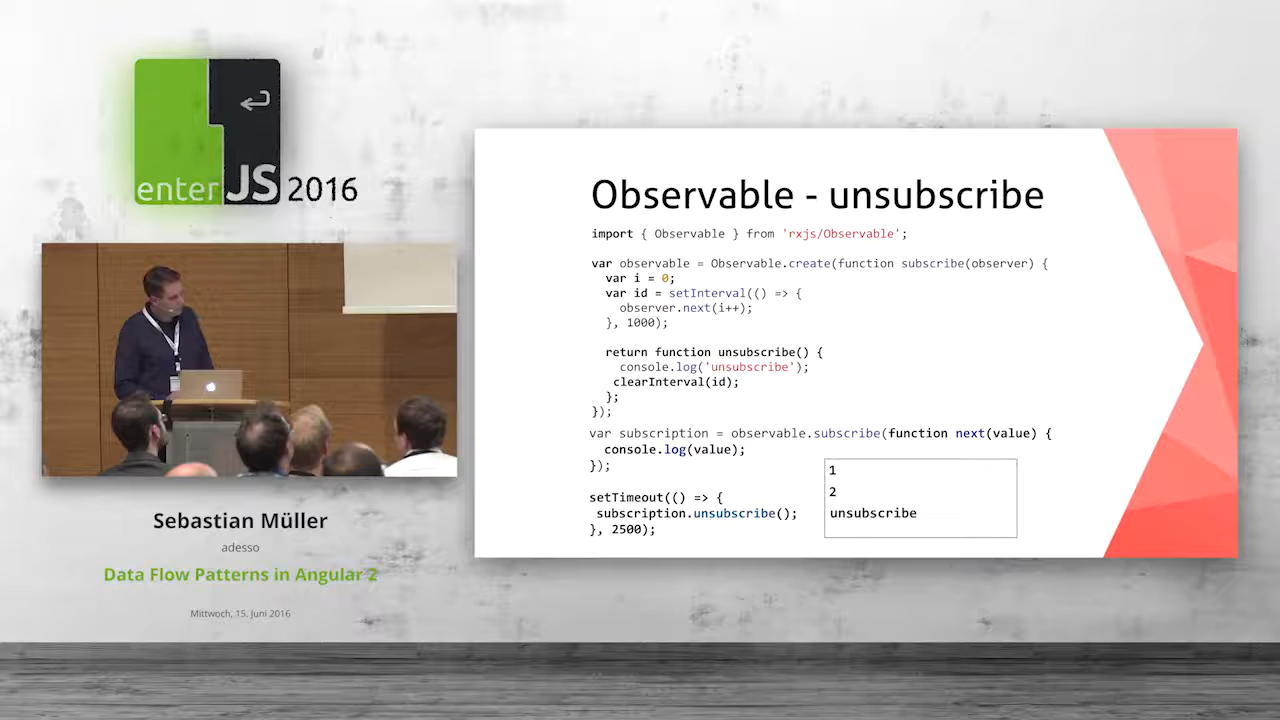 enterJS 2016
Sebastian Müller
adesso
Data Flow Patterns in Angular 2
Mittwoch, 15. Juni 2016
Observable - unsubscribe
import { Observable } from 'rxjs/Observable';
var observable = Observable.create(function subscribe(observer) {
var i = 0;
var id = setInterval(() => {
observer.next(i++);
}, 1000);
return function unsubscribe() {
console.log('unsubscribe');
clearInterval(id);
};
});
var subscription = observable.subscribe(function next(value) {
console.log(value);
});
setTimeout(() => {
subscription.unsubscribe();
}, 2500);
1
2
unsubscribe